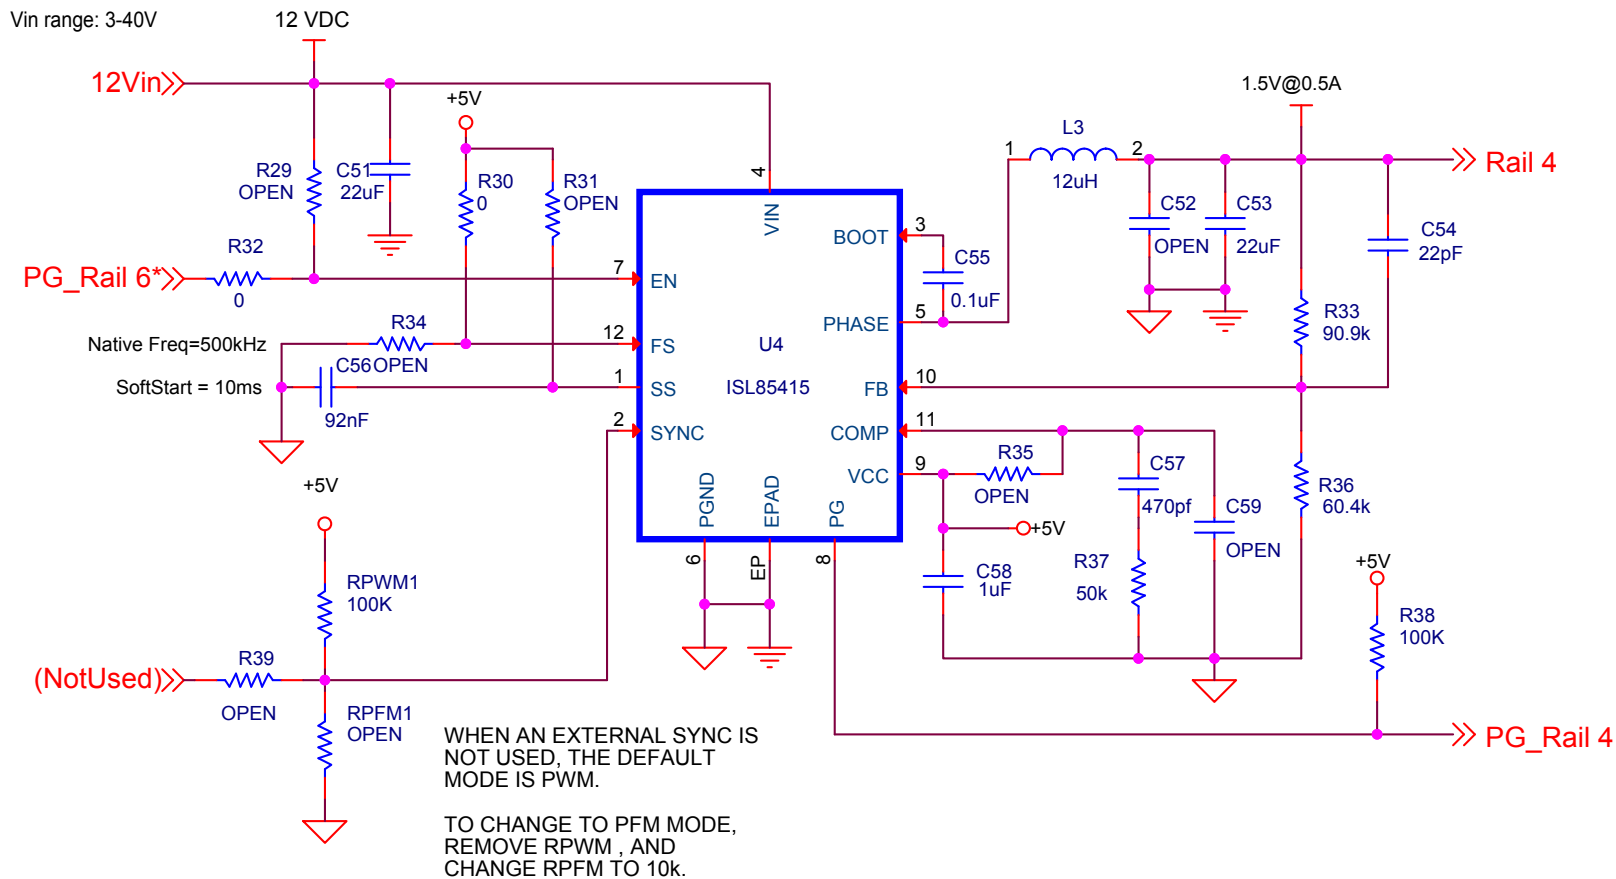 Vin range: 3-40V
12 VDC
12Vin
+5V
1.5V@0.5A
L3
1
2
12uH
Rail 4
R29
OPEN
C51
22uF
R30
0
R31
OPEN
4
VIN
3
BOOT
C55
0.1uF
5
PHASE
C52
OPEN
C53
22uF
C54
22pF
R33
90.9k
R32
0
PG_Rail 6*
7
EN
R34
OPEN
Native Freq=500kHz
12
FS
U4
ISL85415
C56
92nF
SoftStart = 10ms
1
SS
10
FB
2
SYNC
11
COMP
9
VCC
R35
OPEN
C57
470pf
C59
OPEN
R36
60.4k
+5V
PGND
EPAD
PG
6
EP
8
+5V
C58
1uF
R37
50k
+5V
R38
100K
RPWM1
100K
R39
OPEN
(NotUsed)
RPFM1
OPEN
PG_Rail 4
WHEN AN EXTERNAL SYNC IS
NOT USED, THE DEFAULT
MODE IS PWM.
TO CHANGE TO PFM MODE,
REMOVE RPWM , AND
CHANGE RPFM TO 10k.